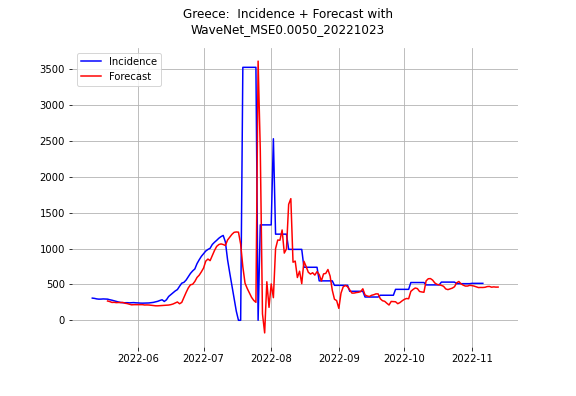 Greece:  Incidence + Forecast with
WaveNet_MSE0.0050_20221023
Incidence
Forecast
3500
3000
2500
2000
1500
1000
500
0
2022-06 2022-07 2022-08 2022-09 2022-10 2022-11